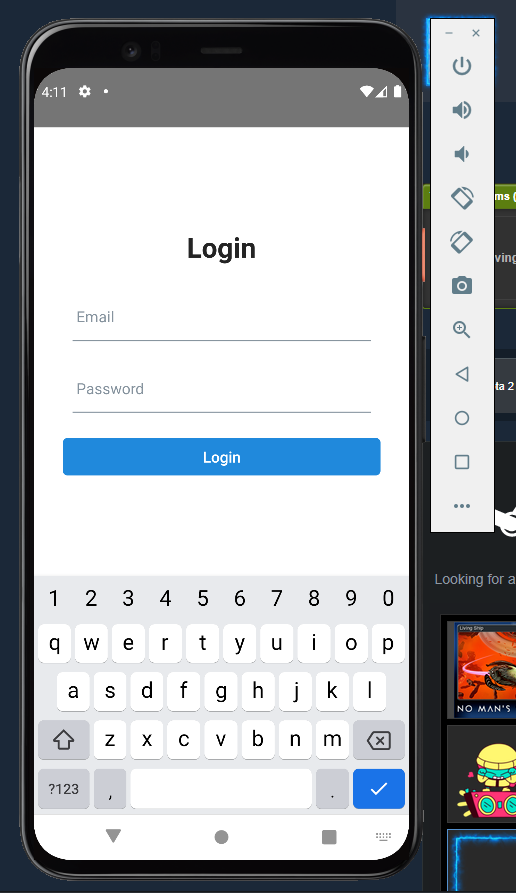 4:11
Login
Email
Password
Login
1 2 3 4 5 6 7 8 9 0
q w e r t y u i o p
a s d f g h j k l
z x c v b n m
?123 , .
ms (
ving
ta 2
Looking for a
Living Ship
NO MAN'S